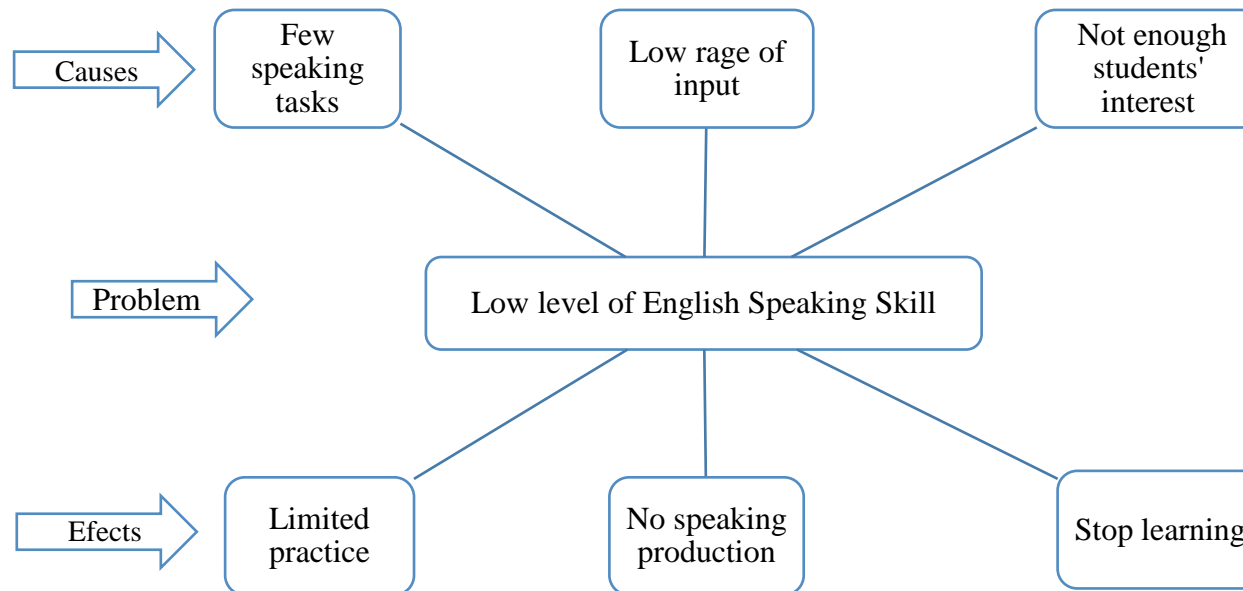 Causes
Few
speaking
tasks
Low rage of
input
Not enough
students'
interest
Problem
Low level of English Speaking Skill
Efects
Limited
practice
No speaking
production
Stop learning